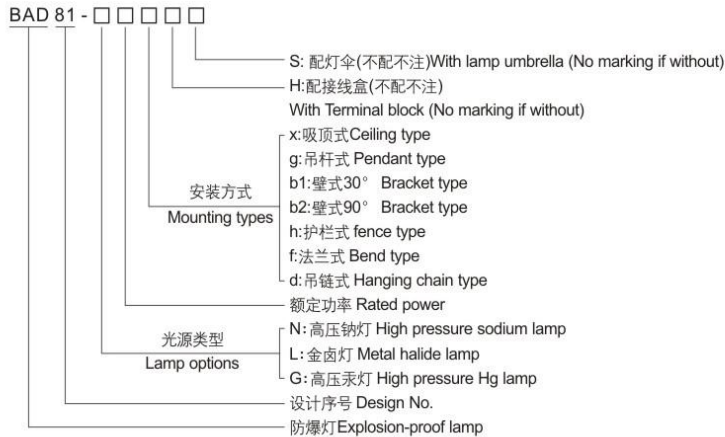 BAD 81 - □ □ □ □ □
S: 配灯伞(不配不注)With lamp umbrella (No marking if without)
H:配接线盒(不配不注)
With Terminal block (No marking if without)
x:吸顶式Ceiling type
g:吊杆式 Pendant type
安装方式
Mounting types
b1:壁式30° Bracket type
b2:壁式90° Bracket type
h:护栏式 fence type
f:法兰式 Bend type
d:吊链式 Hanging chain type
额定功率 Rated power
光源类型
Lamp options
N:高压钠灯 High pressure sodium lamp
L:金卤灯 Metal halide lamp
G:高压汞灯 High pressure Hg lamp
设计序号 Design No.
防爆灯Explosion-proof lamp